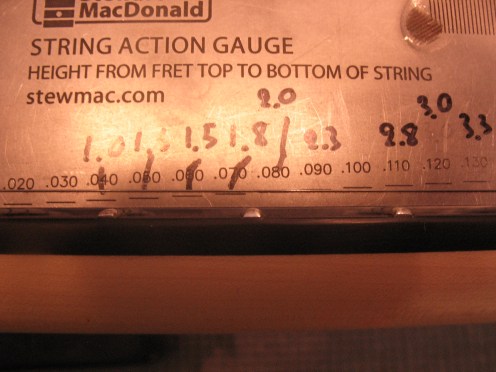 MacDonald
STRING ACTION GAUGE
HEIGHT FROM FRET TOP TO BOTTOM OF STRING
stewmac.com
2.0 3.0
1.0 1.3 1.5 1.8 2.3 2.8 3.3
.020 .030 .040 .050 .060 .070 .080 .090 .100 .110 .120 .130